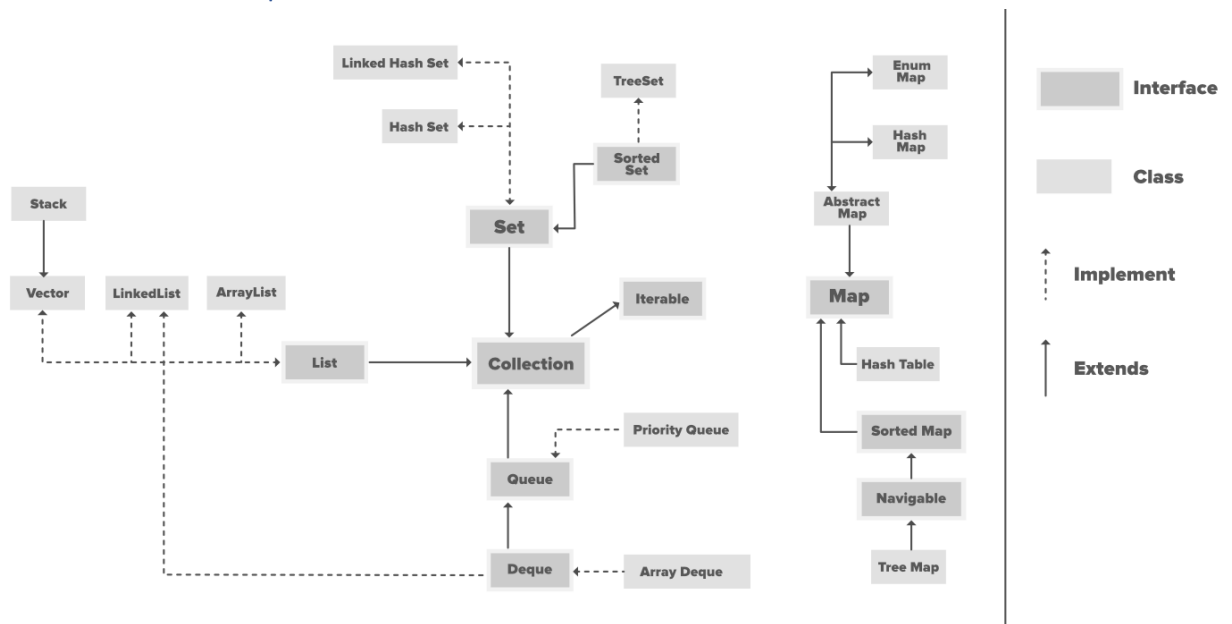 Linked Hash Set
Hash Set
TreeSet
Sorted
Set
Stack
Set
Vector
LinkedList
ArrayList
Iterable
List
Collection
Priority Queue
Queue
Deque
Array Deque
Enum
Map
Hash
Map
Abstract
Map
Map
Hash Table
Sorted Map
Navigable
Tree Map
Interface
Class
Implement
Extends